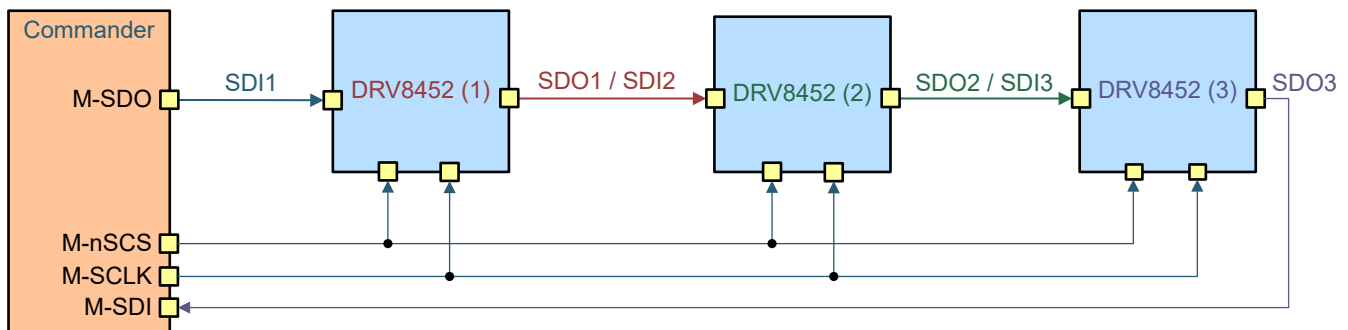 Commander
M-SDO
SDI1
DRV8452 (1)
SDO1 / SDI2
DRV8452 (2)
SDO2 / SDI3
DRV8452 (3)
SDO3
M-nSCS
M-SCLK
M-SDI